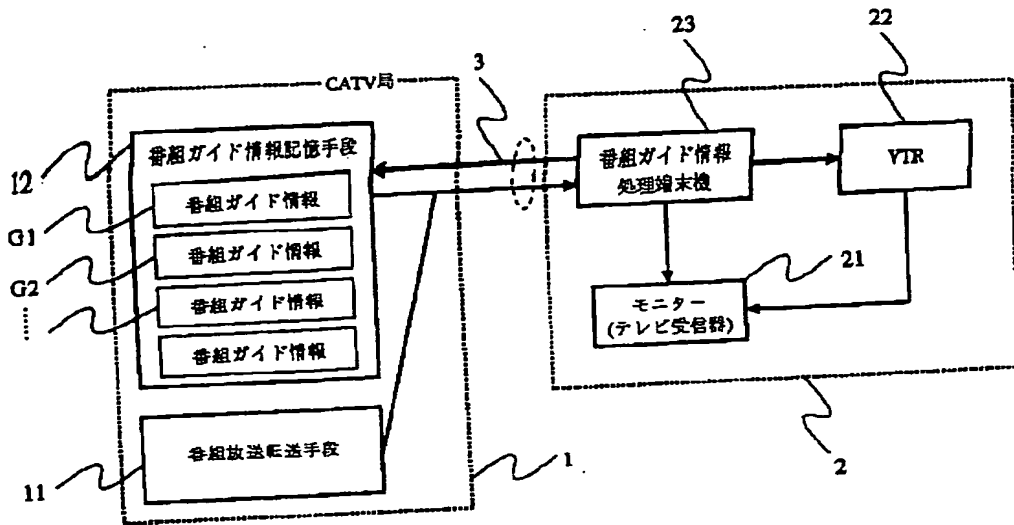 CATV局
番組ガイド情報記憶手段
番組ガイド情報
番組ガイド情報
番組ガイド情報
番組ガイド情報
番組放送転送手段
12
G1
G2
……
11
1
3
23
22
番組ガイド情報
処理端末機
VTR
21
モニター
(テレビ受信器)
2